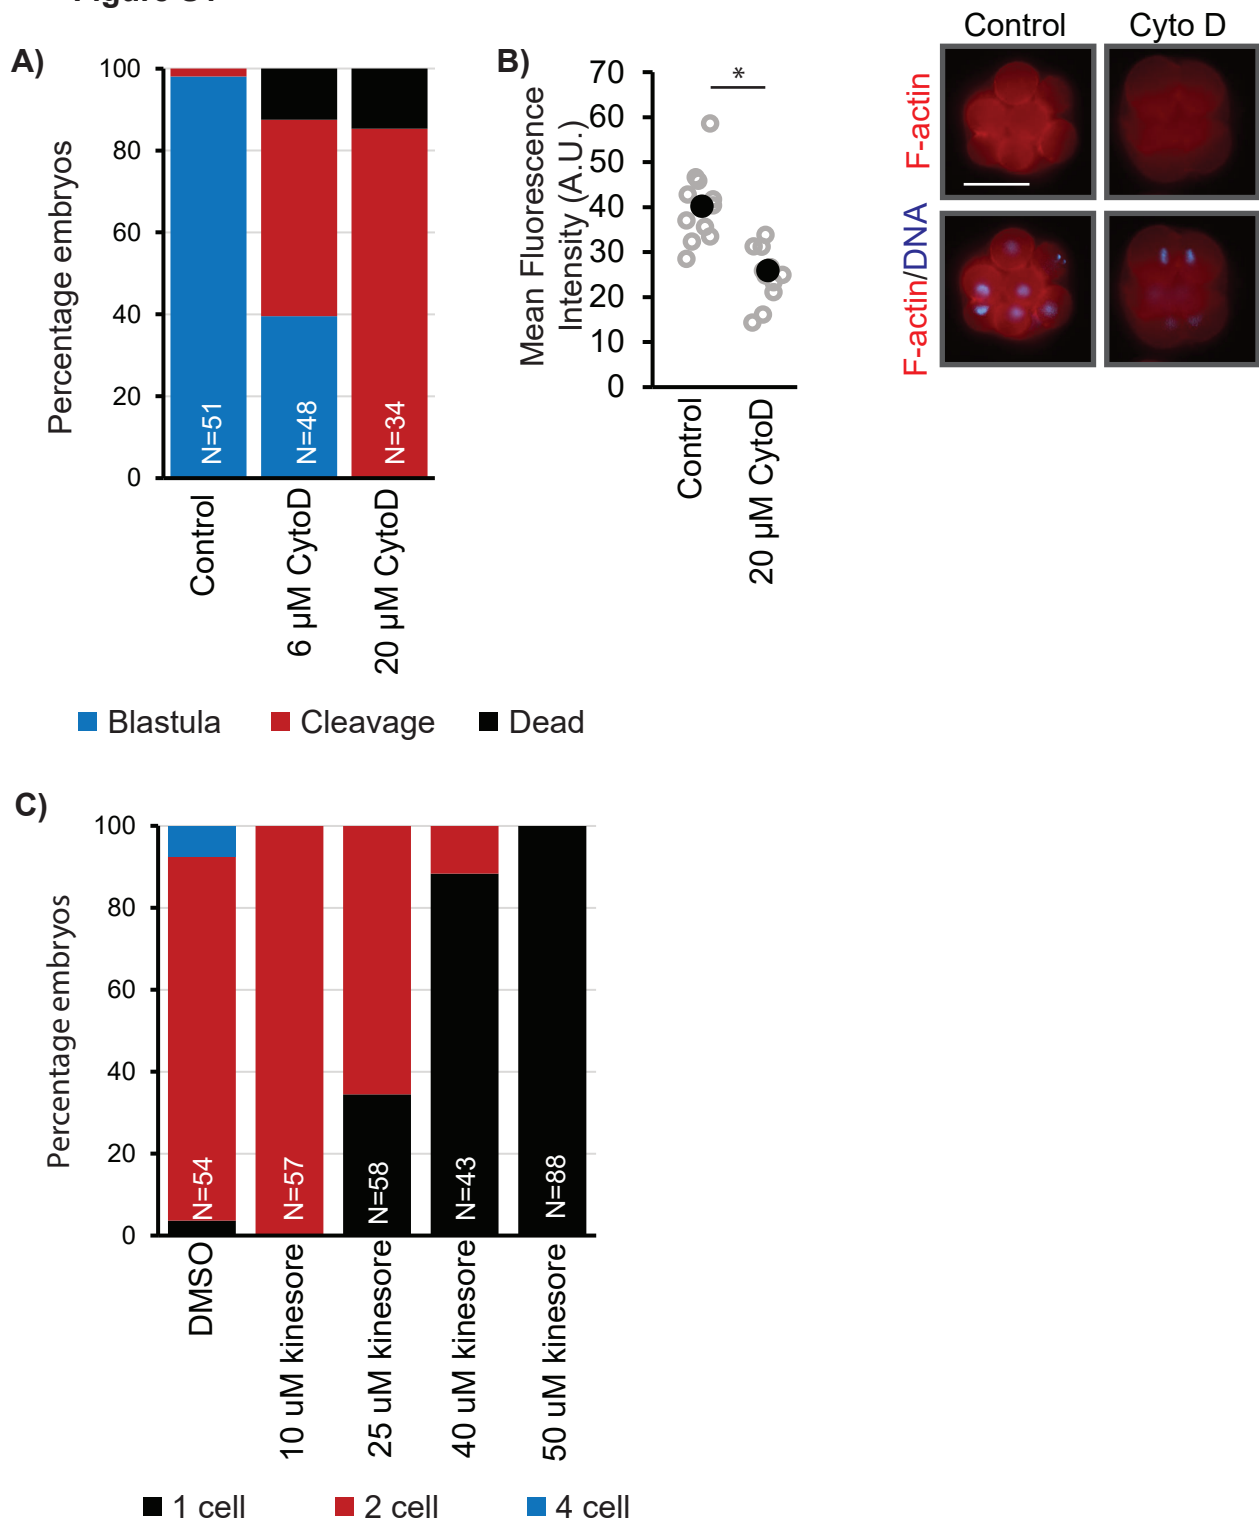 A)
100
80
60
40
20
0
Percentage embryos
N=51
N=48
N=34
Control
6 µM CytoD
20 µM CytoD
Blastula
Cleavage
Dead
B)
70
60
50
40
30
20
10
0
Mean Fluorescence
Intensity (A.U.)
*
Control
20 µM CytoD
Control
Cyto D
F-actin
F-actin/DNA
C)
100
80
60
40
20
0
Percentage embryos
N=54
N=57
N=58
N=43
N=88
DMSO
10 uM kinesore
25 uM kinesore
40 uM kinesore
50 uM kinesore
1 cell
2 cell
4 cell